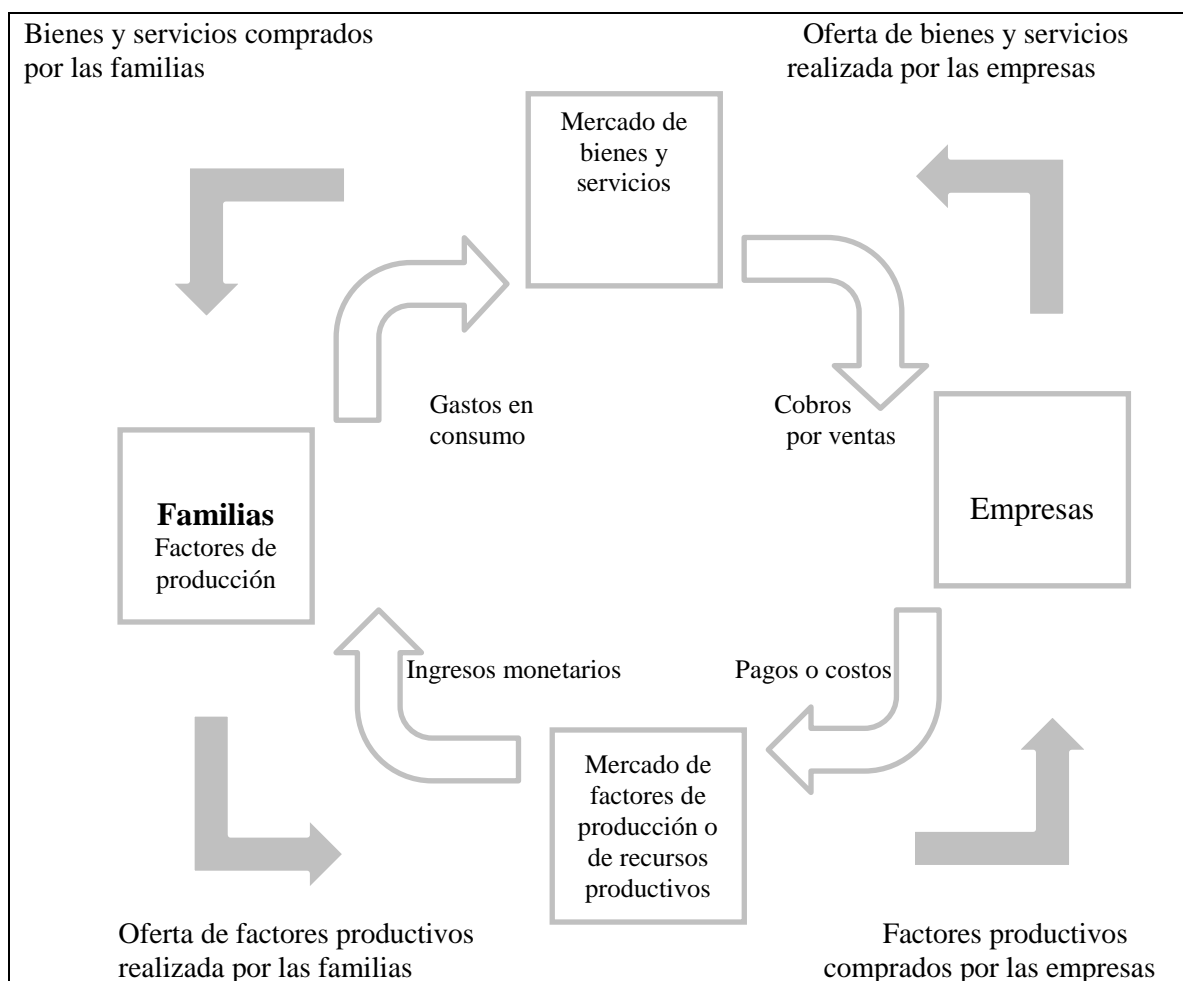 Bienes y servicios comprados
por las familias
Oferta de bienes y servicios
realizada por las empresas
Mercado de
bienes y
servicios
Gastos en
consumo
Cobros
por ventas
Familias
Factores de
producción
Empresas
Ingresos monetarios
Pagos o costos
Mercado de
factores de
producción o
de recursos
productivos
Oferta de factores productivos
realizada por las familias
Factores productivos
comprados por las empresas